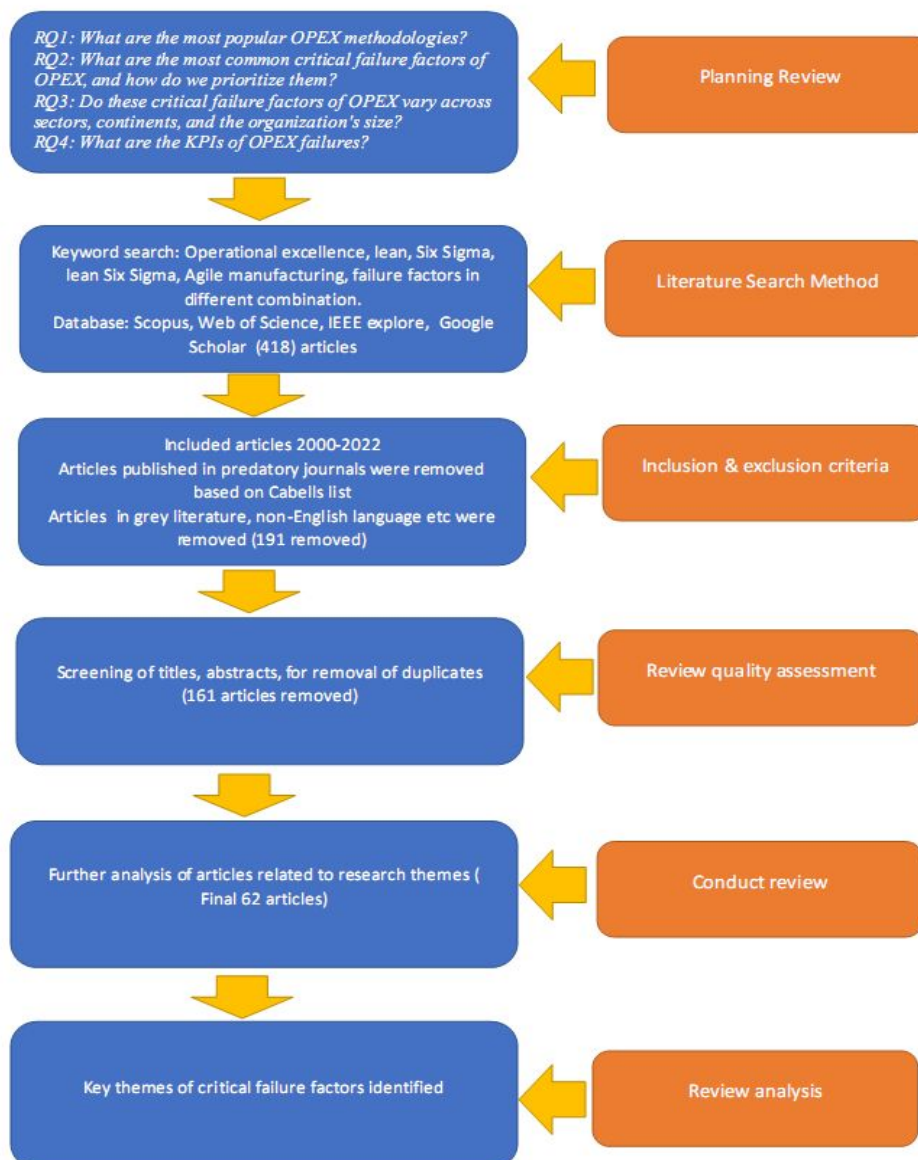 RQ1: What are the most popular OPEX methodologies?
RQ2: What are the most common critical failure factors of
OPEX, and how do we prioritize them?
RQ3: Do these critical failure factors of OPEX vary across
sectors, continents, and the organization's size?
RQ4: What are the KPIs of OPEX failures?
Planning Review
Keyword search: Operational excellence, lean, Six Sigma,
lean Six Sigma, Agile manufacturing, failure factors in
different combination.
Database: Scopus, Web of Science, IEEE explore, Google
Scholar (418) articles
Literature Search Method
Included articles 2000-2022
Articles published in predatory journals were removed
based on Cabells list
Articles in grey literature, non-English language etc were
removed (191 removed)
Inclusion & exclusion criteria
Screening of titles, abstracts, for removal of duplicates
(161 articles removed)
Review quality assessment
Further analysis of articles related to research themes (
Final 62 articles)
Conduct review
Key themes of critical failure factors identified
Review analysis